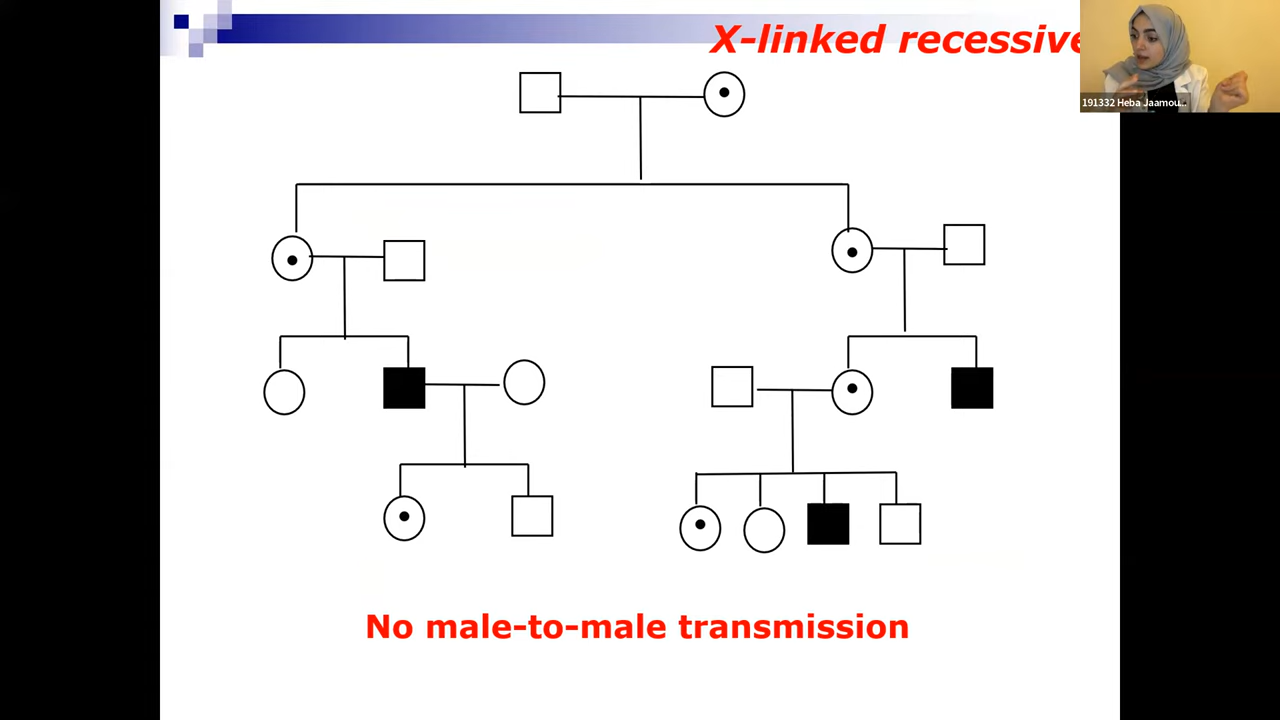 X-linked recessive
191332 Heba Jaamou...
No male-to-male transmission